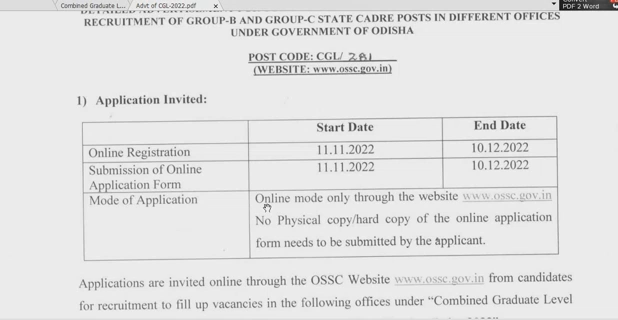 Combined Graduate L...
Advt of CGL-2022.pdf
x
Convert
PDF 2 Word
RECRUITMENT OF GROUP-B AND GROUP-C STATE CADRE POSTS IN DIFFERENT OFFICES
UNDER GOVERNMENT OF ODISHA
POST CODE: CGL/ 281
(WEBSITE: www.ossc.gov.in)
1) Application Invited:
Start Date End Date
Online Registration 11.11.2022 10.12.2022
Submission of Online 11.11.2022 10.12.2022
Application Form
Mode of Application Online mode only through the website www.ossc.gov.in
No Physical copy/hard copy of the online application
form needs to be submitted by the applicant.
Applications are invited online through the OSSC Website www.ossc.gov.in from candidates
for recruitment to fill up vacancies in the following offices under “Combined Graduate Level